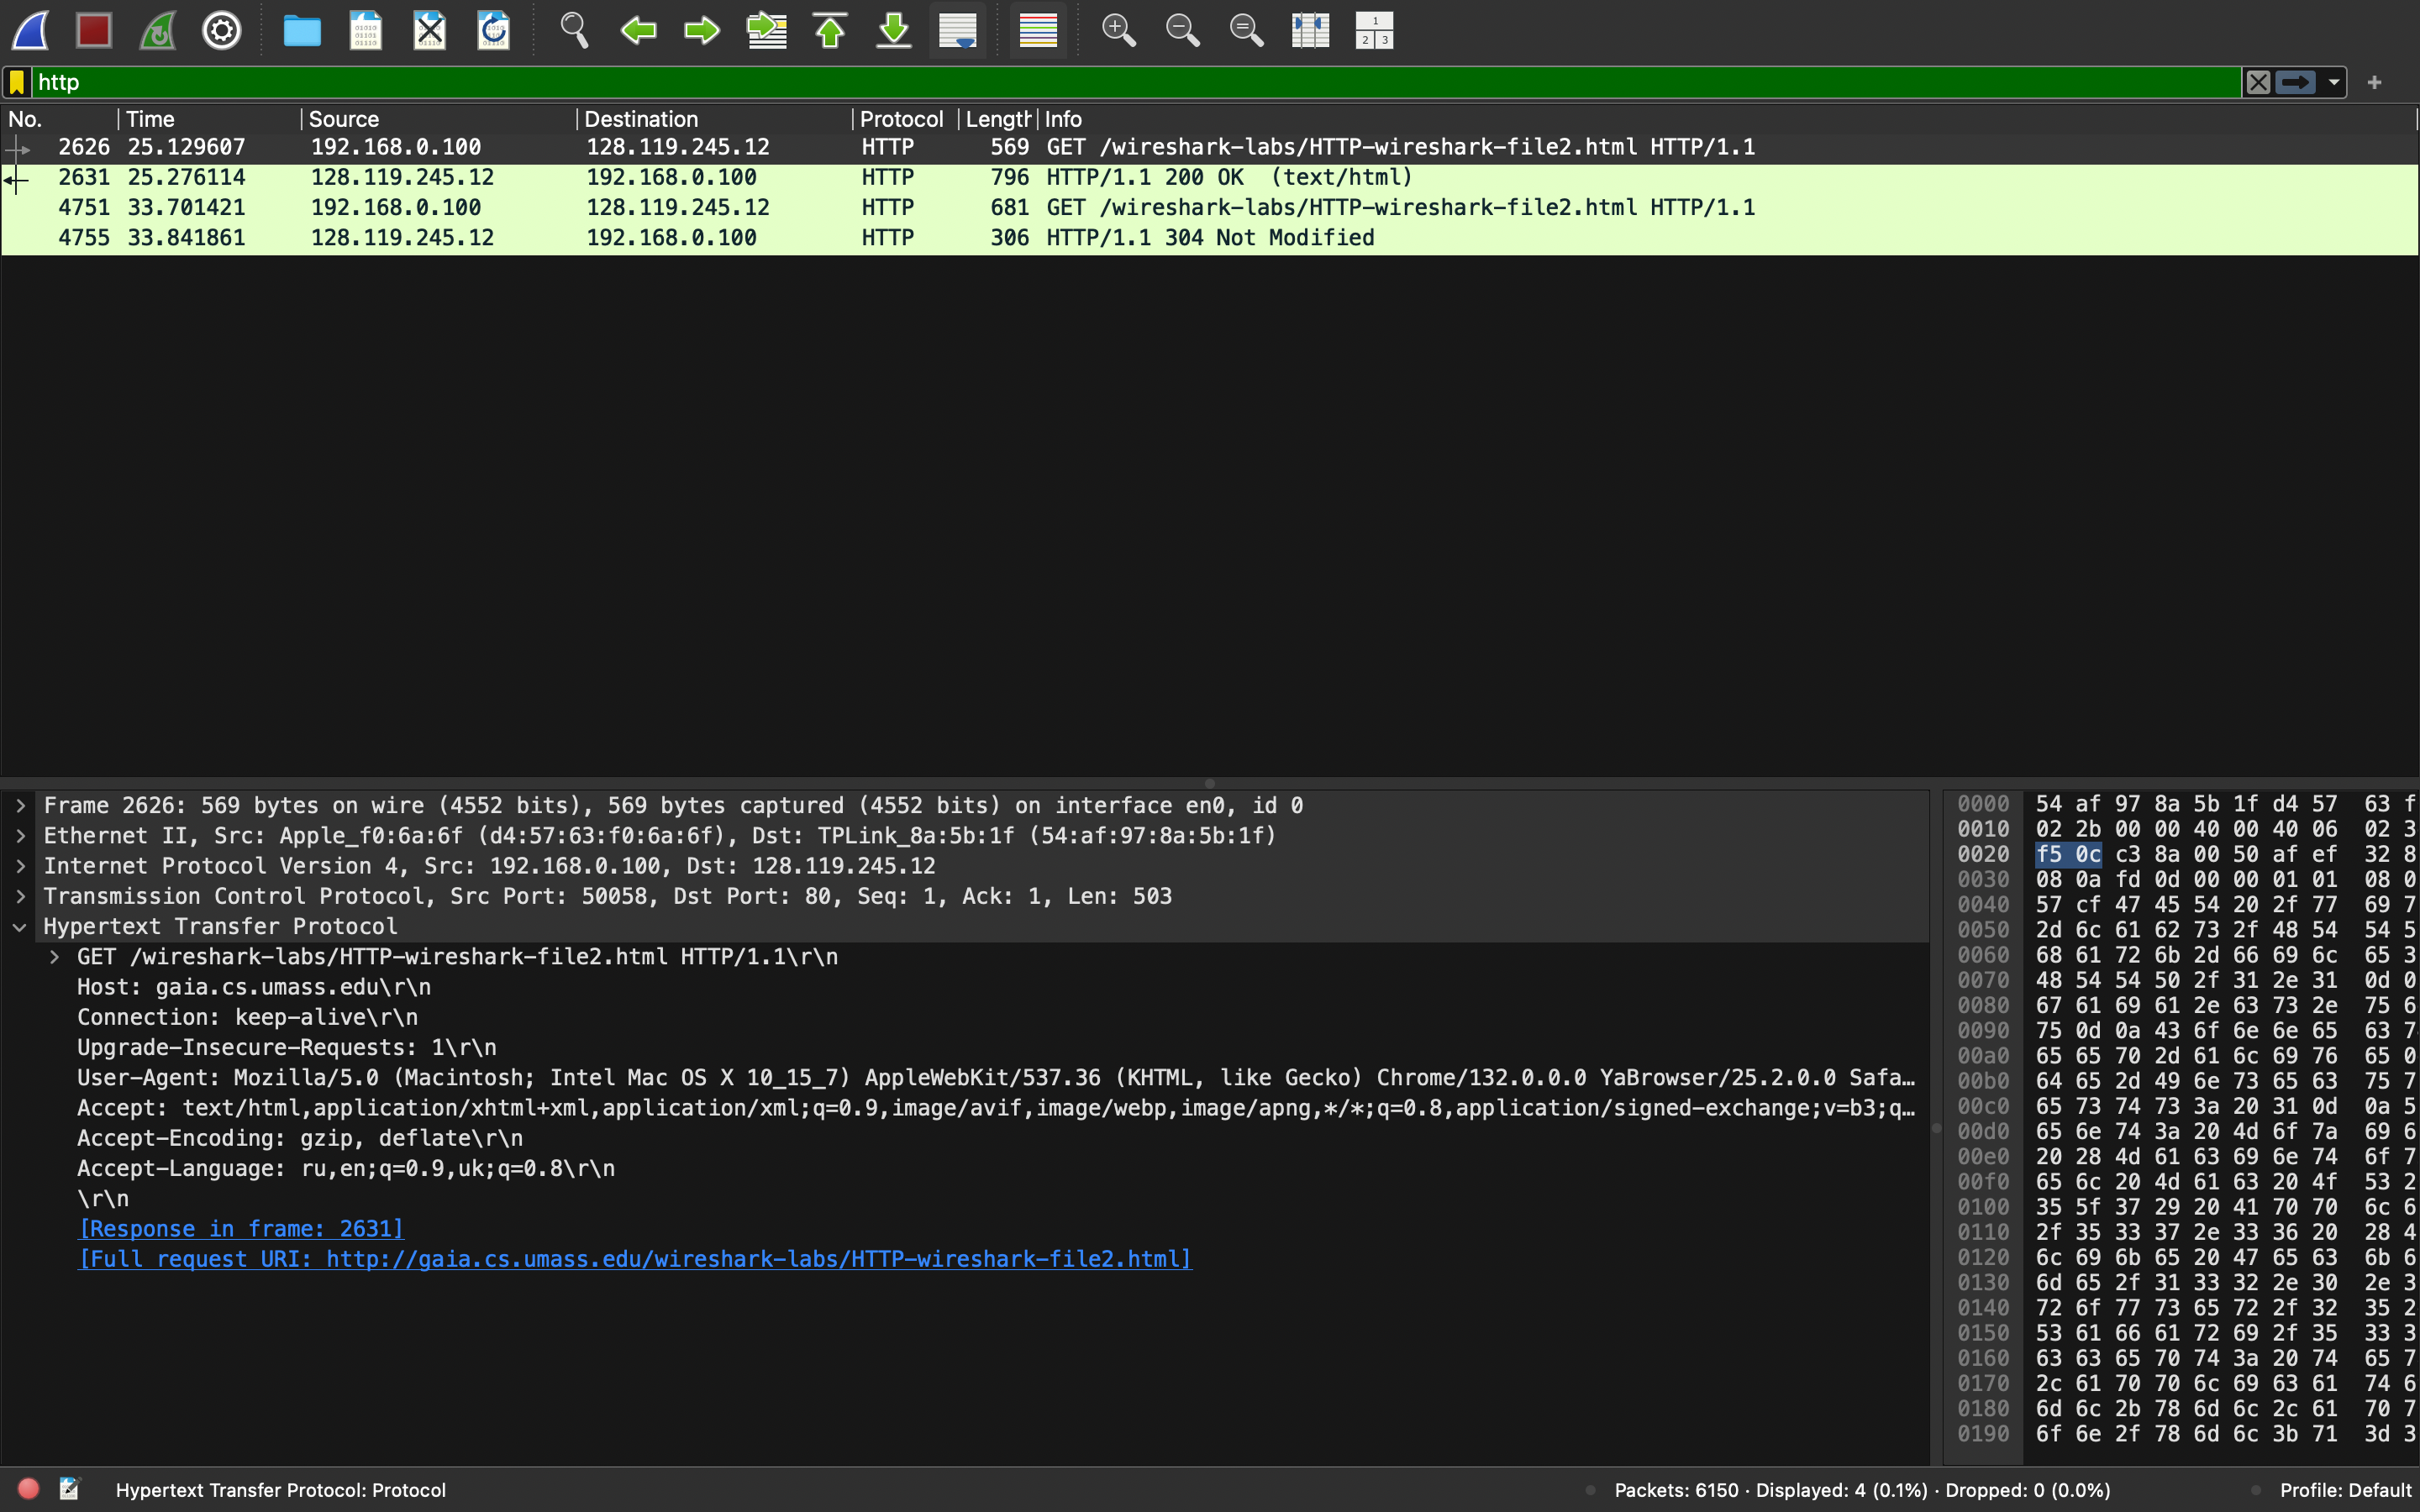 http
No. Time Source Destination Protocol Length Info
2626 25.129607 192.168.0.100 128.119.245.12 HTTP 569 GET /wireshark-labs/HTTP-wireshark-file2.html HTTP/1.1
2631 25.276114 128.119.245.12 192.168.0.100 HTTP 796 HTTP/1.1 200 OK (text/html)
4751 33.701421 192.168.0.100 128.119.245.12 HTTP 681 GET /wireshark-labs/HTTP-wireshark-file2.html HTTP/1.1
4755 33.841861 128.119.245.12 192.168.0.100 HTTP 306 HTTP/1.1 304 Not Modified
Frame 2626: 569 bytes on wire (4552 bits), 569 bytes captured (4552 bits) on interface en0, id 0
Ethernet II, Src: Apple_f0:6a:6f (d4:57:63:f0:6a:6f), Dst: TPLink_8a:5b:1f (54:af:97:8a:5b:1f)
Internet Protocol Version 4, Src: 192.168.0.100, Dst: 128.119.245.12
Transmission Control Protocol, Src Port: 50058, Dst Port: 80, Seq: 1, Ack: 1, Len: 503
Hypertext Transfer Protocol
GET /wireshark-labs/HTTP-wireshark-file2.html HTTP/1.1\r\n
Host: gaia.cs.umass.edu\r\n
Connection: keep-alive\r\n
Upgrade-Insecure-Requests: 1\r\n
User-Agent: Mozilla/5.0 (Macintosh; Intel Mac OS X 10_15_7) AppleWebKit/537.36 (KHTML, like Gecko) Chrome/132.0.0.0 YaBrowser/25.2.0.0 Safa…
Accept: text/html,application/xhtml+xml,application/xml;q=0.9,image/avif,image/webp,image/apng,*/*;q=0.8,application/signed-exchange;v=b3;q…
Accept-Encoding: gzip, deflate\r\n
Accept-Language: ru,en;q=0.9,uk;q=0.8\r\n
\r\n
[Response in frame: 2631]
[Full request URI: http://gaia.cs.umass.edu/wireshark-labs/HTTP-wireshark-file2.html]
0000 54 af 97 8a 5b 1f d4 57 63 f
0010 02 2b 00 00 40 00 40 06 02 3
0020 f5 0c c3 8a 00 50 af ef 32 8
0030 08 0a fd 0d 00 00 01 01 08 0
0040 57 cf 47 45 54 20 2f 77 69 7
0050 2d 6c 61 62 73 2f 48 54 54 5
0060 68 61 72 6b 2d 66 69 6c 65 3
0070 48 54 54 50 2f 31 2e 31 0d 0
0080 67 61 69 61 2e 63 73 2e 75 6
0090 75 0d 0a 43 6f 6e 6e 65 63 7
00a0 65 65 70 2d 61 6c 69 76 65 0
00b0 64 65 2d 49 6e 73 65 63 75 7
00c0 65 73 74 73 3a 20 31 0d 0a 5
00d0 65 6e 74 3a 20 4d 6f 7a 69 6
00e0 20 28 4d 61 63 69 6e 74 6f 7
00f0 65 6c 20 4d 61 63 20 4f 53 2
0100 35 5f 37 29 20 41 70 70 6c 6
0110 2f 35 33 37 2e 33 36 20 28 4
0120 6c 69 6b 65 20 47 65 63 6b 6
0130 6d 65 2f 31 33 32 2e 30 2e 3
0140 72 6f 77 73 65 72 2f 32 35 2
0150 53 61 66 61 72 69 2f 35 33 3
0160 63 63 65 70 74 3a 20 74 65 7
0170 2c 61 70 70 6c 69 63 61 74 6
0180 6d 6c 2b 78 6d 6c 2c 61 70 7
0190 6f 6e 2f 78 6d 6c 3b 71 3d 3
Hypertext Transfer Protocol: Protocol
Packets: 6150 · Displayed: 4 (0.1%) · Dropped: 0 (0.0%)
Profile: Default